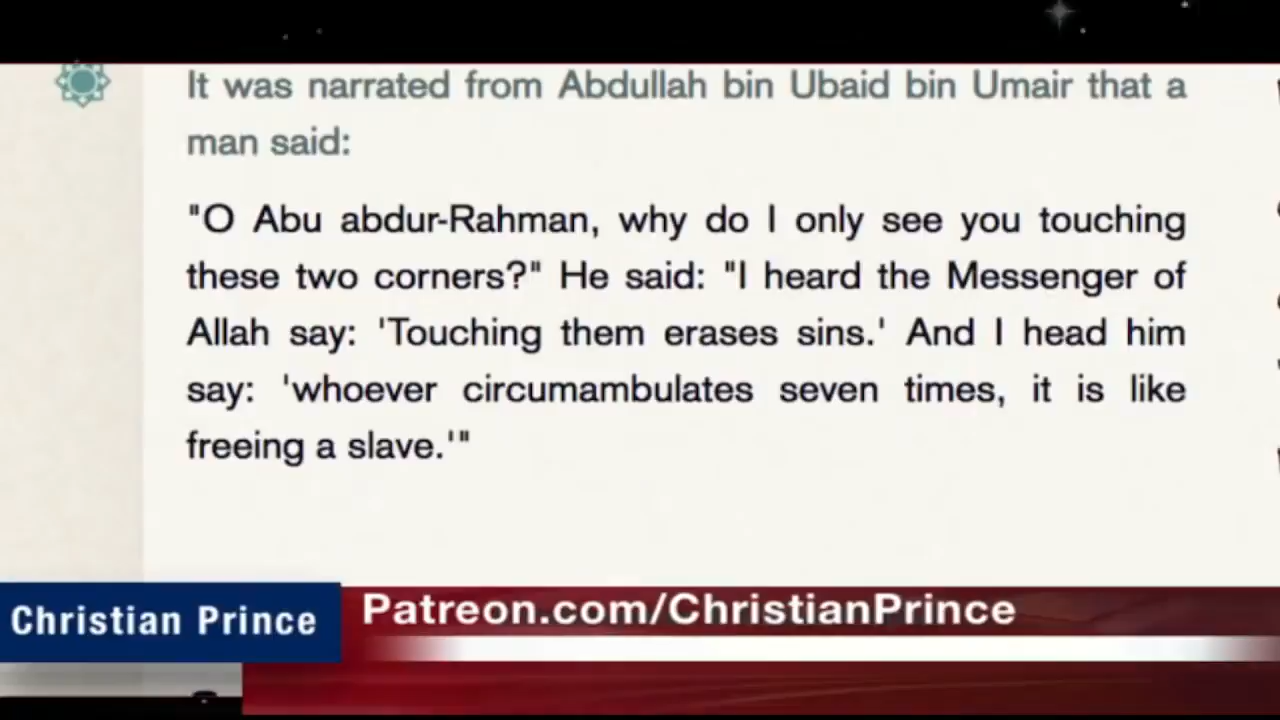 It was narrated from Abdullah bin Ubaid bin Umair that a
man said:
"O Abu abdur-Rahman, why do I only see you touching
these two corners?" He said: "I heard the Messenger of
Allah say: 'Touching them erases sins.' And I head him
say: 'whoever circumambulates seven times, it is like
freeing a slave.'"
Christian Prince
Patreon.com/ChristianPrince